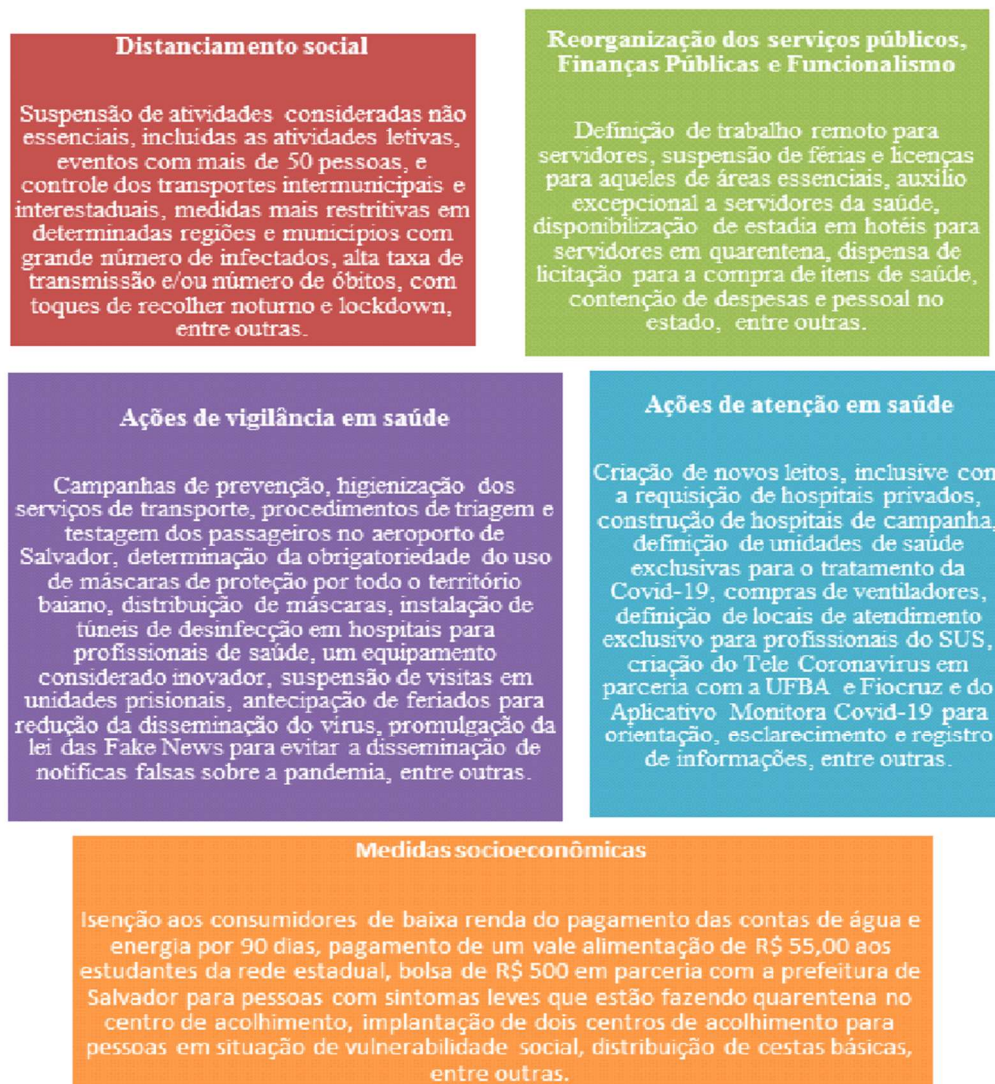 Distanciamento social
Suspensão de atividades consideradas não
essenciais, incluídas as atividades letivas,
eventos com mais de 50 pessoas, e
controle dos transportes intermunicipais e
interestaduais, medidas mais restritivas em
determinadas regiões e municípios com
grande número de infectados, alta taxa de
transmissão e/ou número de óbitos, com
toques de recolher noturno e lockdown,
entre outras.
Reorganização dos serviços públicos,
Finanças Públicas e Funcionalismo
Definição de trabalho remoto para
servidores, suspensão de férias e licenças
para aqueles de áreas essenciais, auxílio
excepcional a servidores da saúde,
disponibilização de estadia em hotéis para
servidores em quarentena, dispensa de
licitação para a compra de itens de saúde,
contenção de despesas e pessoal no
estado, entre outras.
Ações de vigilância em saúde
Campanhas de prevenção, higienização dos
serviços de transporte, procedimentos de triagem e
testagem dos passageiros no aeroporto de
Salvador, determinação da obrigatoriedade do uso
de máscaras de proteção por todo o território
baiano, distribuição de máscaras, instalação de
túneis de desinfecção em hospitais para
profissionais de saúde, um equipamento
considerado inovador, suspensão de visitas em
unidades prisionais, antecipação de feriados para
redução da disseminação do vírus, promulgação da
lei das Fake News para evitar a disseminação de
notíficas falsas sobre a pandemia, entre outras.
Ações de atenção em saúde
Criação de novos leitos, inclusive com
a requisição de hospitais privados,
construção de hospitais de campanha,
definição de unidades de saúde
exclusivas para o tratamento da
Covid-19, compras de ventiladores,
definição de locais de atendimento
exclusivo para profissionais do SUS,
criação do Tele Coronavírus em
parceria com a UFBA e Fiocruz e do
Aplicativo Monitora Covid-19 para
orientação, esclarecimento e registro
de informações, entre outras.
Medidas socioeconômicas
Isenção aos consumidores de baixa renda do pagamento das contas de água e
energia por 90 dias, pagamento de um vale alimentação de R$ 55,00 aos
estudantes da rede estadual, bolsa de R$ 500 em parceria com a prefeitura de
Salvador para pessoas com sintomas leves que estão fazendo quarentena no
centro de acolhimento, implantação de dois centros de acolhimento para
pessoas em situação de vulnerabilidade social, distribuição de cestas básicas,
entre outras.